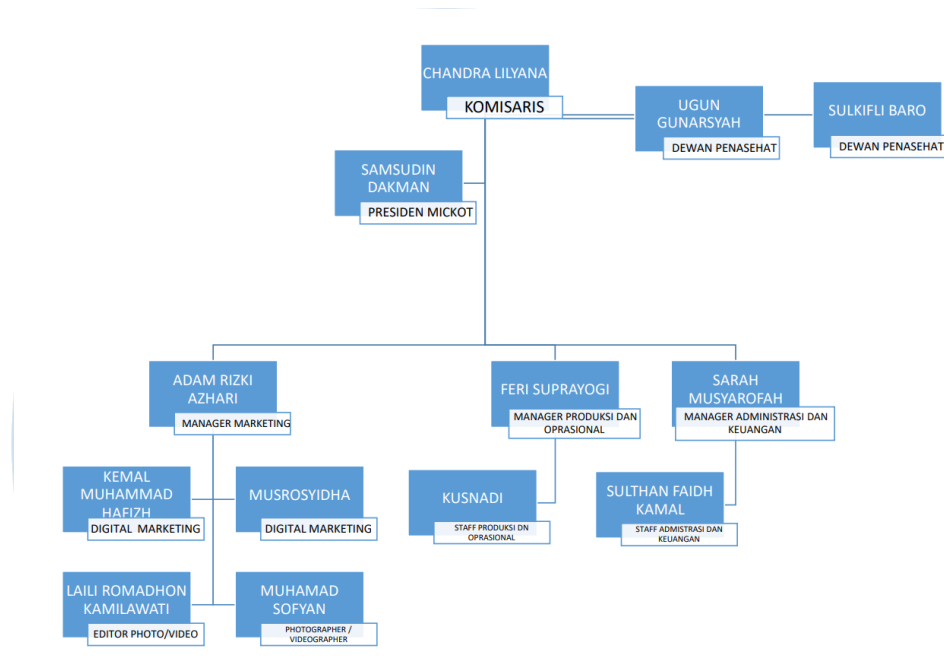 CHANDRA LILYANA
KOMISARIS
UGUN
GUNARSYAH
DEWAN PENASEHAT
SULKIFLI BARO
DEWAN PENASEHAT
SAMSUDIN
DAKMAN
PRESIDEN MICKOT
ADAM RIZKI
AZHARI
MANAGER MARKETING
FERI SUPRAYOGI
MANAGER PRODUKSI DAN
OPRASIONAL
SARAH
MUSYAROFAH
MANAGER ADMINISTRASI DAN
KEUANGAN
KEMAL
MUHAMMAD
HAFIZH
DIGITAL MARKETING
MUSROSYIDHA
DIGITAL MARKETING
KUSNADI
STAFF PRODUKSI DN
OPRASIONAL
SULTHAN FAIDH
KAMAL
STAFF ADMISTRASI DAN
KEUANGAN
LAILI ROMADHON
KAMILAWATI
EDITOR PHOTO/VIDEO
MUHAMAD
SOFYAN
PHOTOGRAPHER /
VIDEOGRAPHER